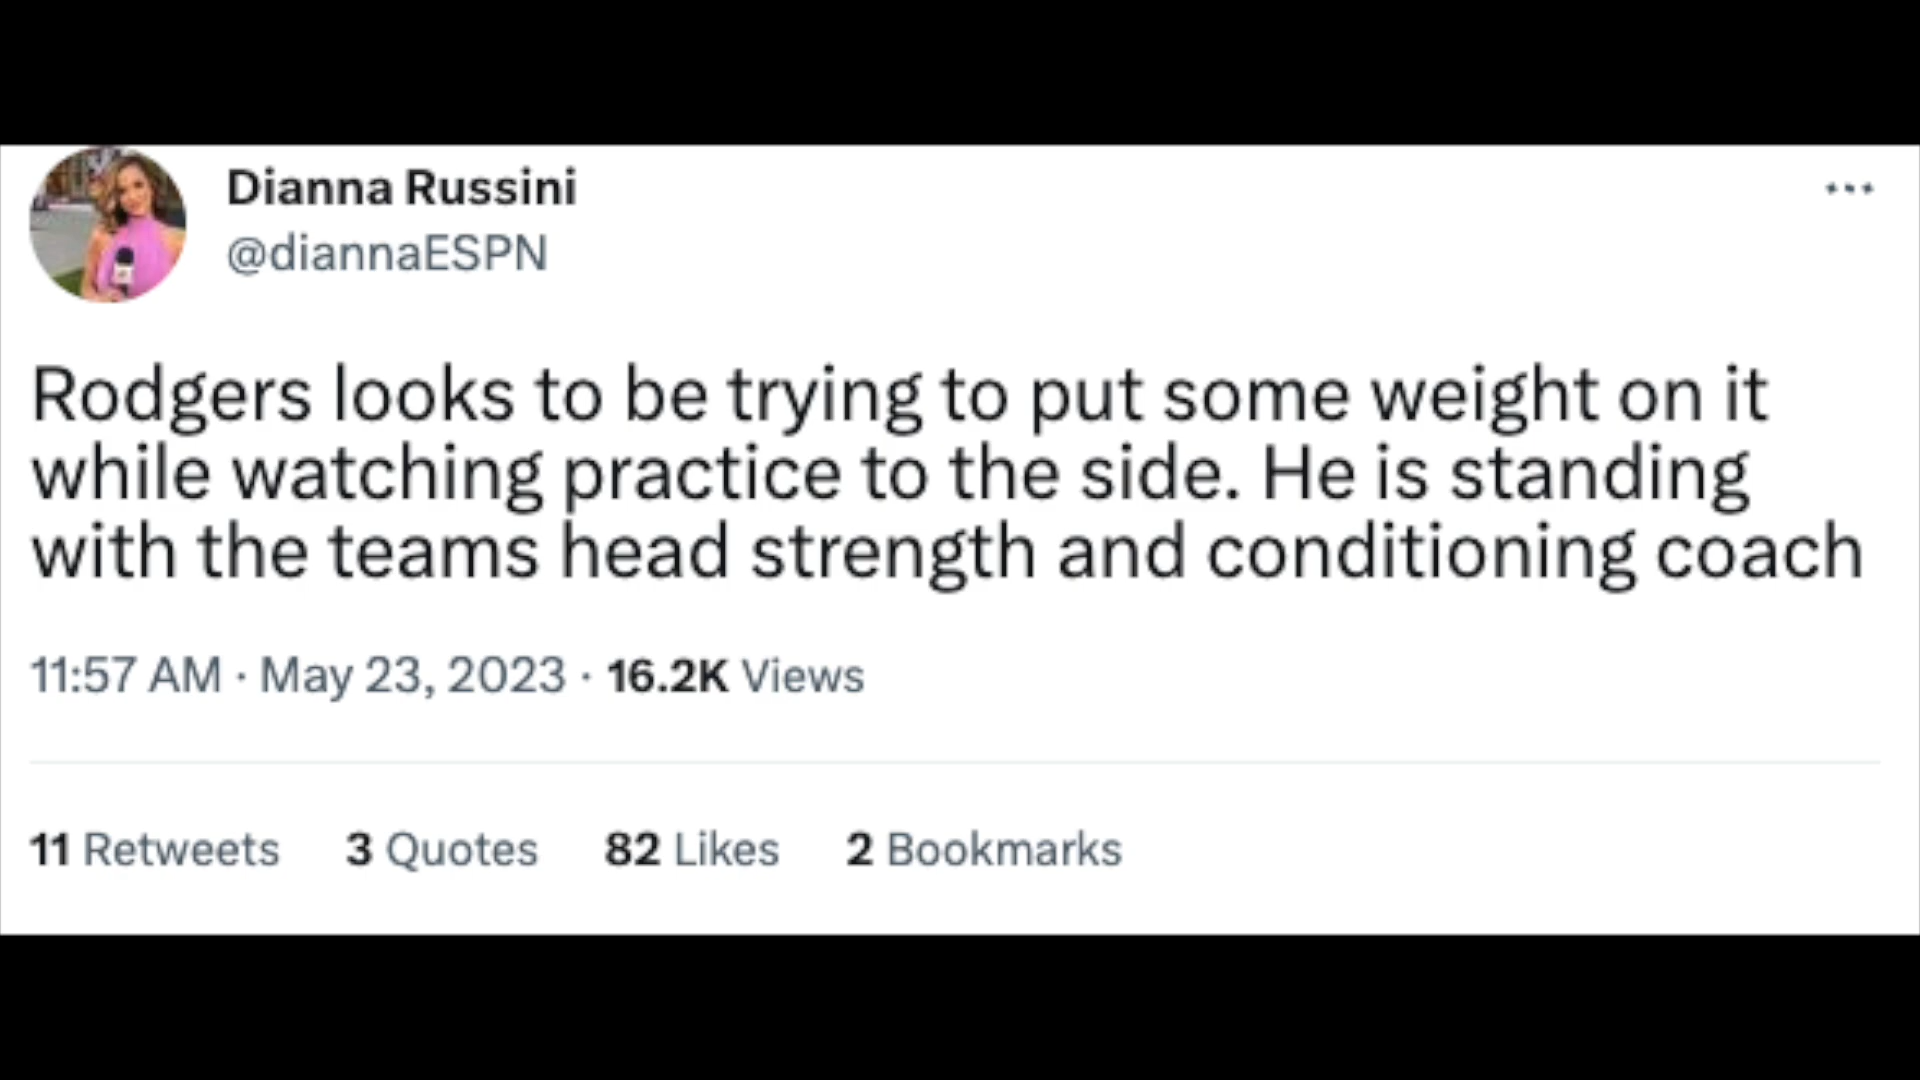 Dianna Russini
@diannaESPN
Rodgers looks to be trying to put some weight on it
while watching practice to the side. He is standing
with the teams head strength and conditioning coach
11:57 AM · May 23, 2023 · 16.2K Views
11 Retweets 3 Quotes 82 Likes 2 Bookmarks